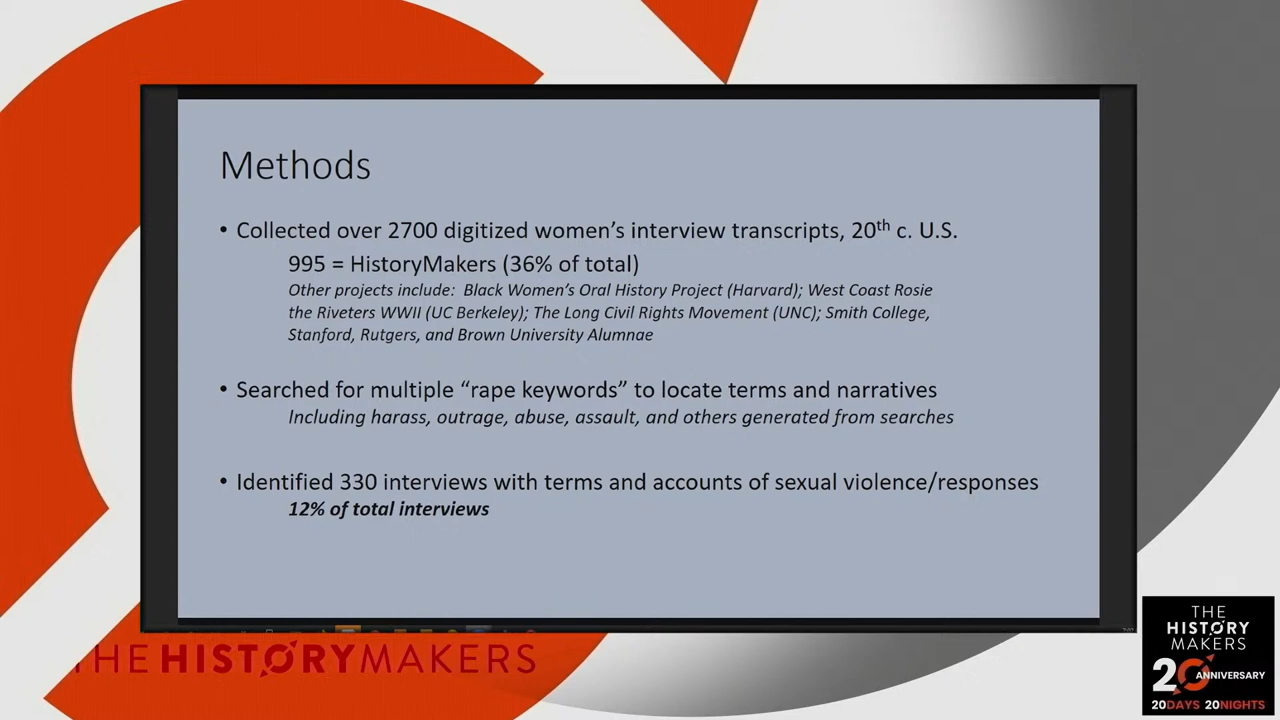 Methods
• Collected over 2700 digitized women’s interview transcripts, 20th c. U.S.
995 = HistoryMakers (36% of total)
Other projects include: Black Women’s Oral History Project (Harvard); West Coast Rosie
the Riveters WWII (UC Berkeley); The Long Civil Rights Movement (UNC); Smith College,
Stanford, Rutgers, and Brown University Alumnae
• Searched for multiple “rape keywords” to locate terms and narratives
Including harass, outrage, abuse, assault, and others generated from searches
• Identified 330 interviews with terms and accounts of sexual violence/responses
12% of total interviews
THE HISTORYMAKERS
THE
HISTORY
MAKERS
20 ANNIVERSARY
20DAYS 20NIGHTS